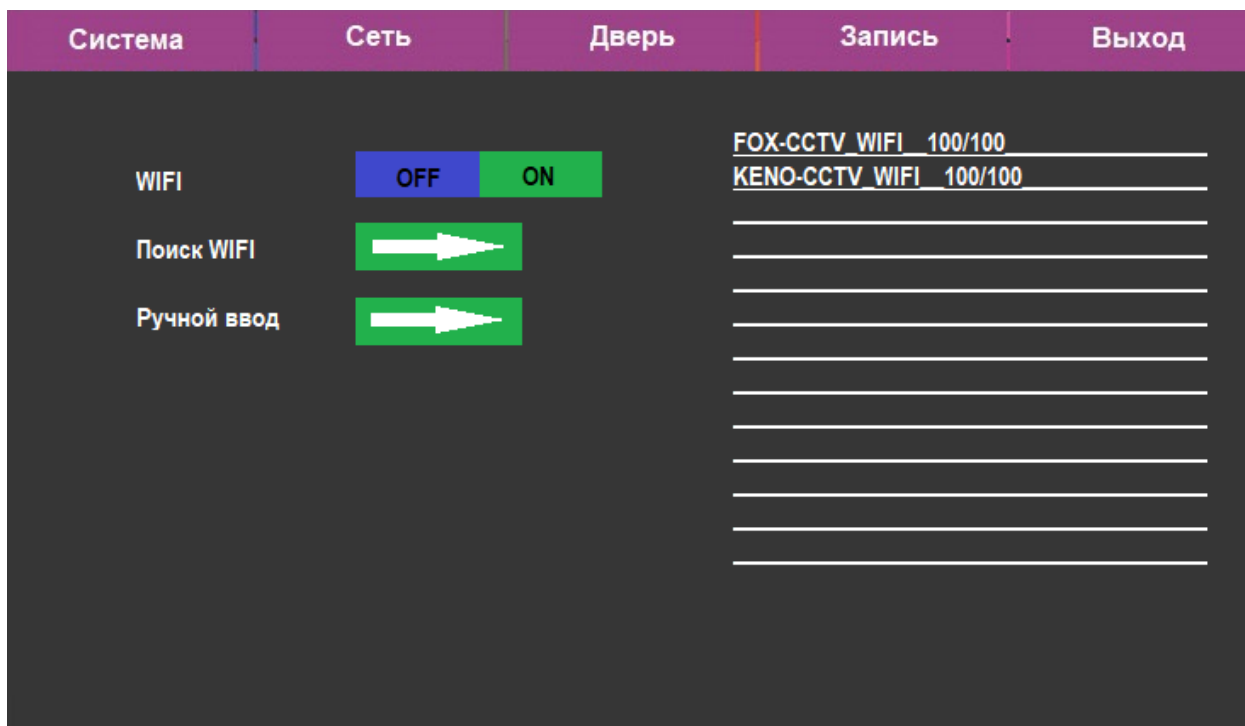 Система Сеть Дверь Запись Выход
WIFI OFF ON
Поиск WIFI
Ручной ввод
FOX-CCTV_WIFI__100/100
KENO-CCTV_WIFI__100/100